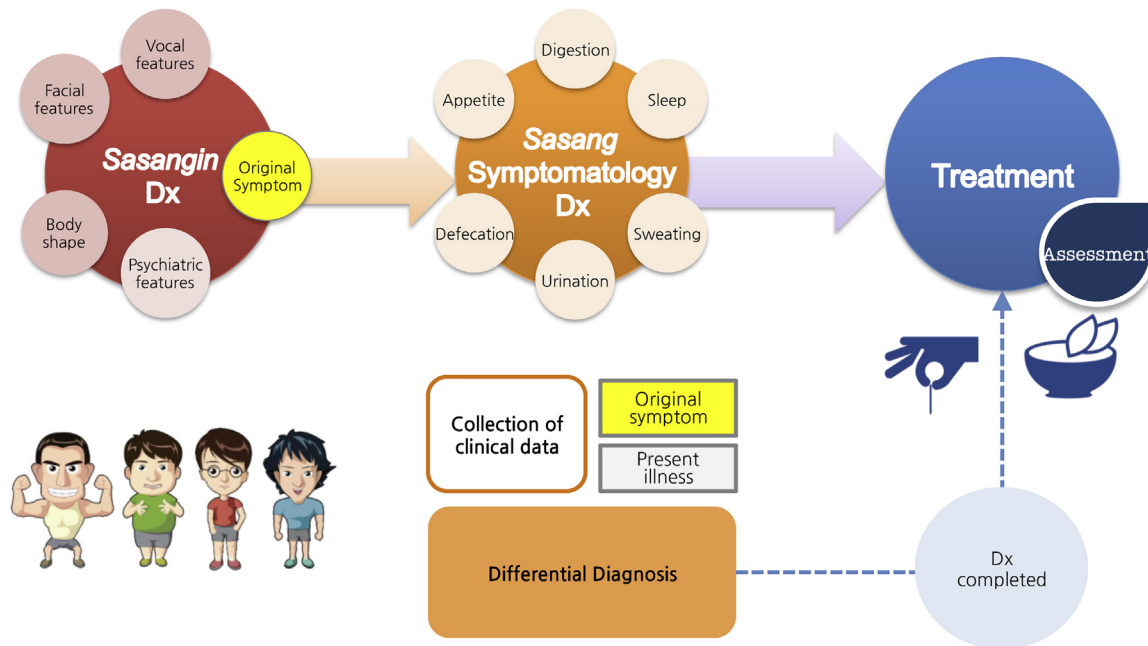 Vocal
features
Facial
features
Sasangin
Dx
Original
Symptom
Body
shape
Psychiatric
features
Digestion
Appetite
Sleep
Sasang
Symptomatology
Dx
Defecation
Sweating
Urination
Treatment
Assessment
Collection of
clinical data
Original
symptom
Present
illness
Differential Diagnosis
Dx
completed